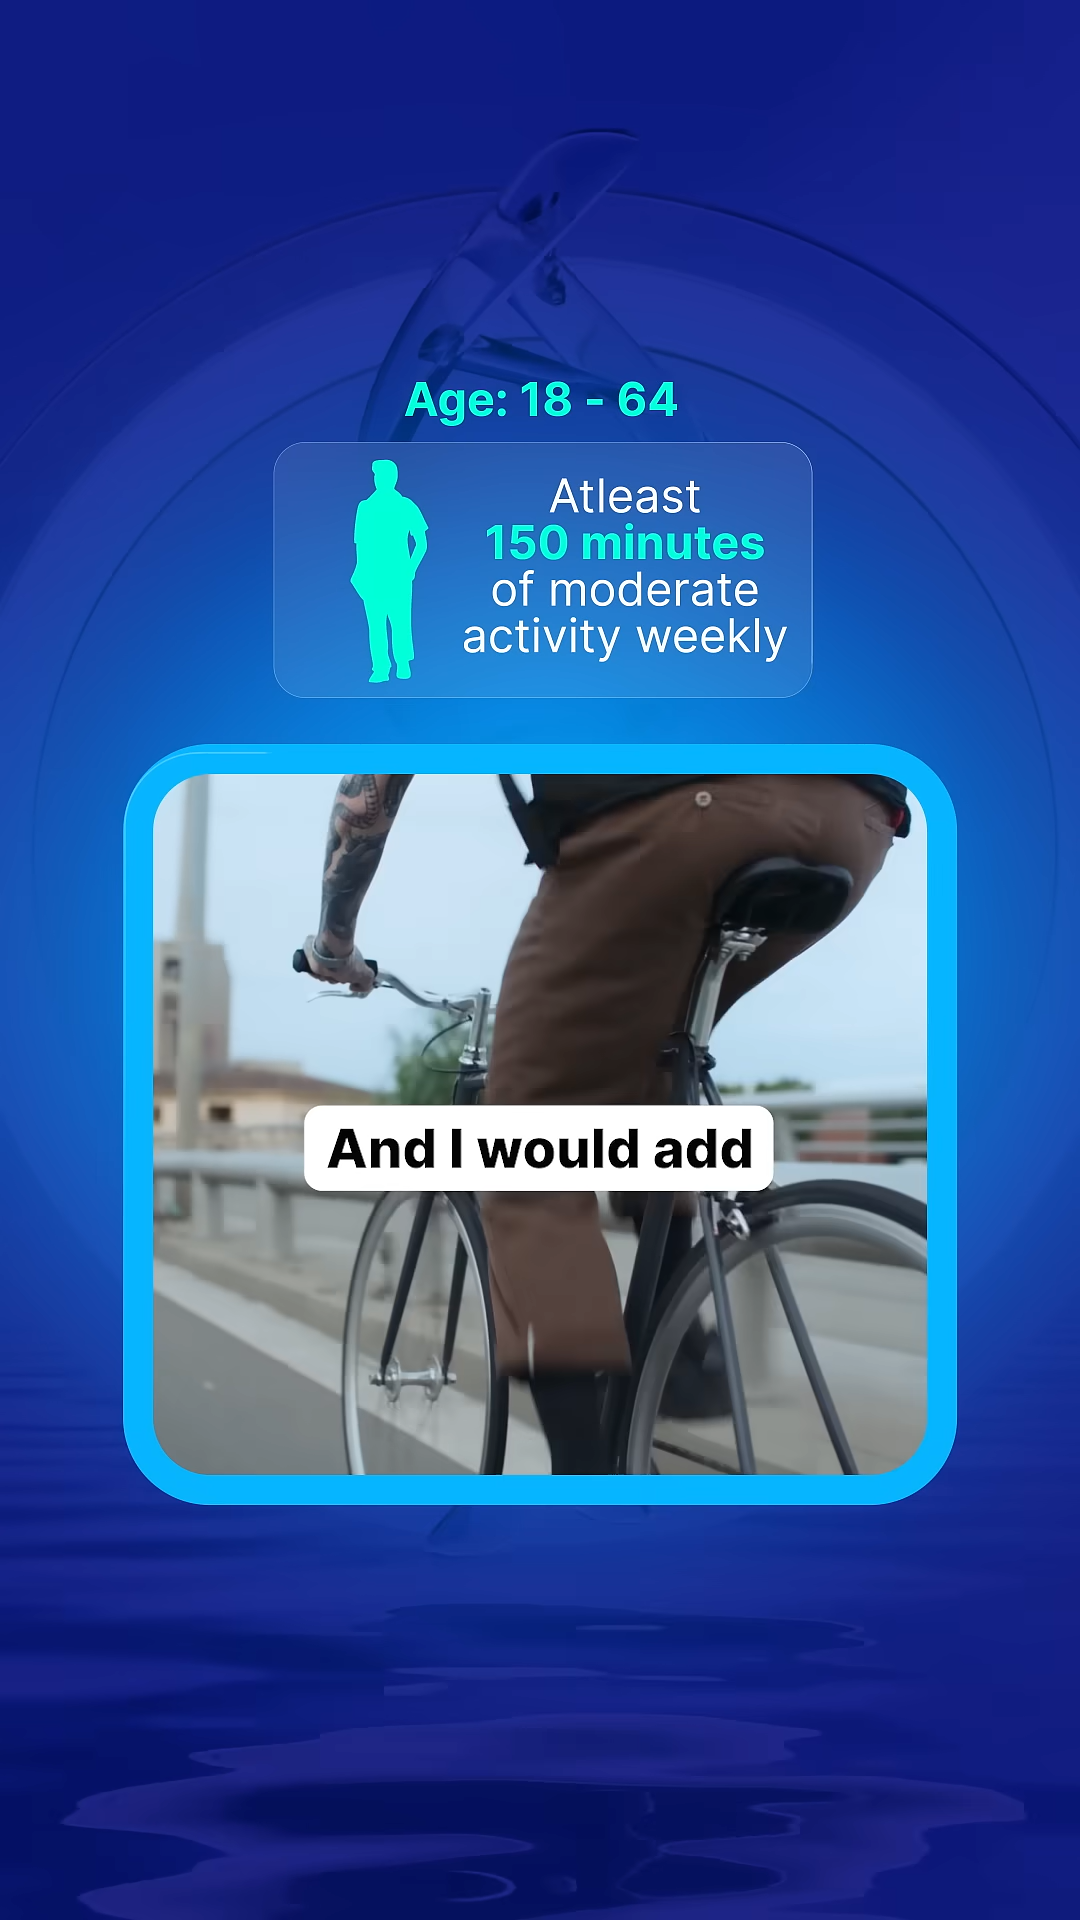 Age: 18 - 64
Atleast
150 minutes
of moderate
activity weekly
And I would add